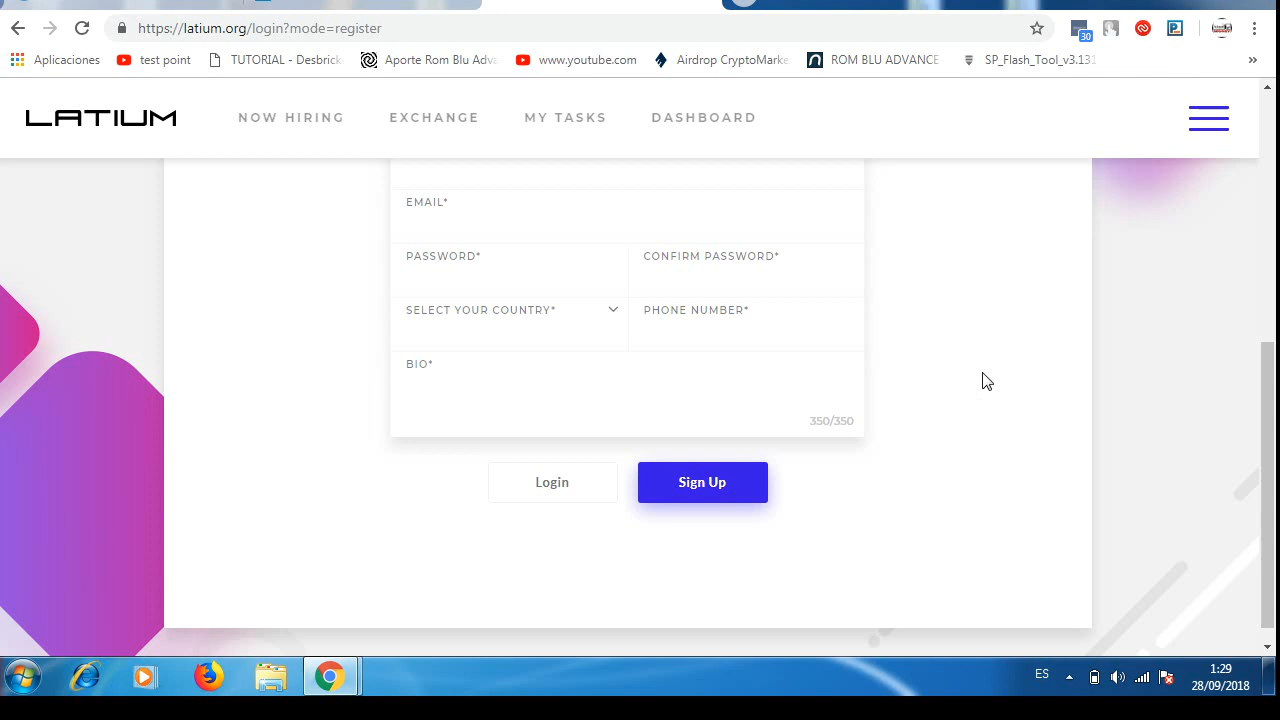 https://latium.org/login?mode=register
30
Aplicaciones
test point
TUTORIAL - Desbrick
Aporte Rom Blu Adva
www.youtube.com
Airdrop CryptoMarke
ROM BLU ADVANCE
SP_Flash_Tool_v3.131
»
LATIUM
NOW HIRING
EXCHANGE
MY TASKS
DASHBOARD
EMAIL*
PASSWORD*
CONFIRM PASSWORD*
SELECT YOUR COUNTRY*
PHONE NUMBER*
BIO*
350/350
Login
Sign Up
ES
1:29
28/09/2018